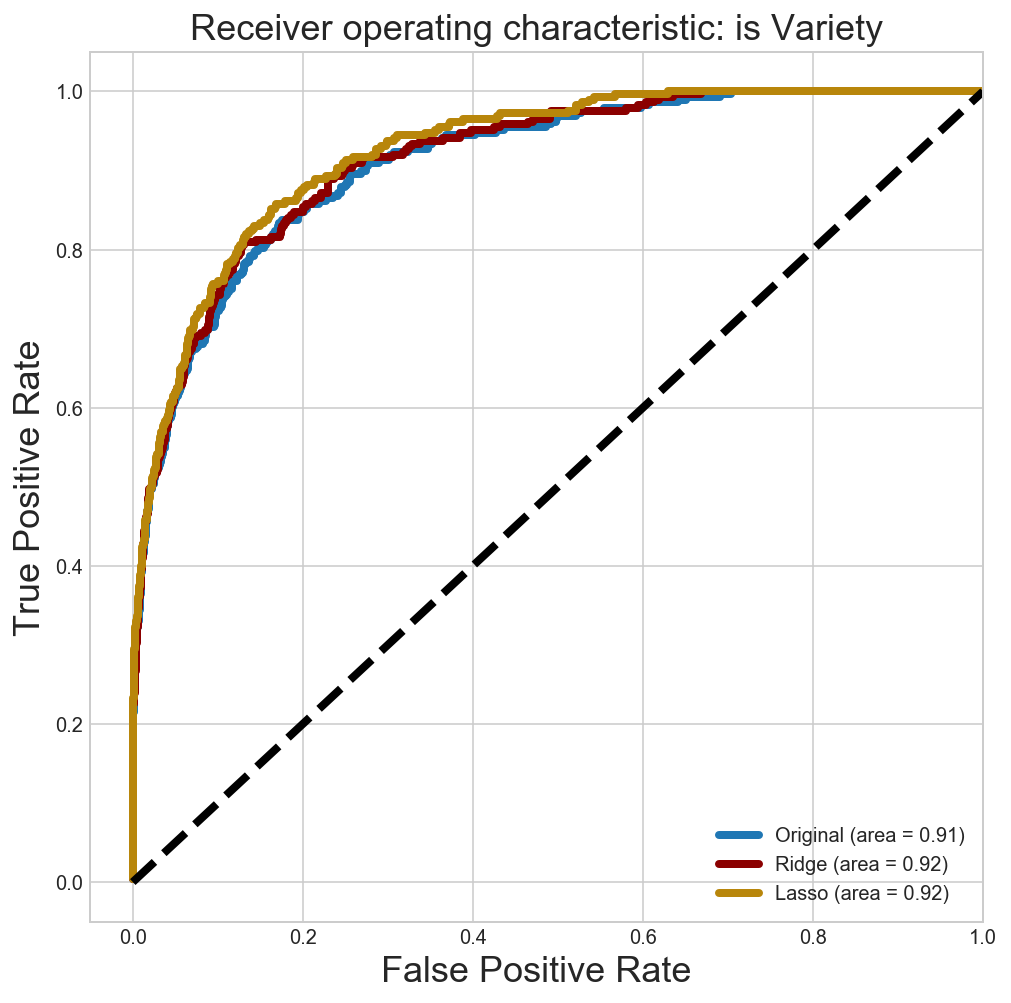 Receiver operating characteristic: is Variety
True Positive Rate
1.0
0.8
0.6
0.4
0.2
0.0
Original (area = 0.91)
Ridge (area = 0.92)
Lasso (area = 0.92)
0.0 0.2 0.4 0.6 0.8 1.0
False Positive Rate